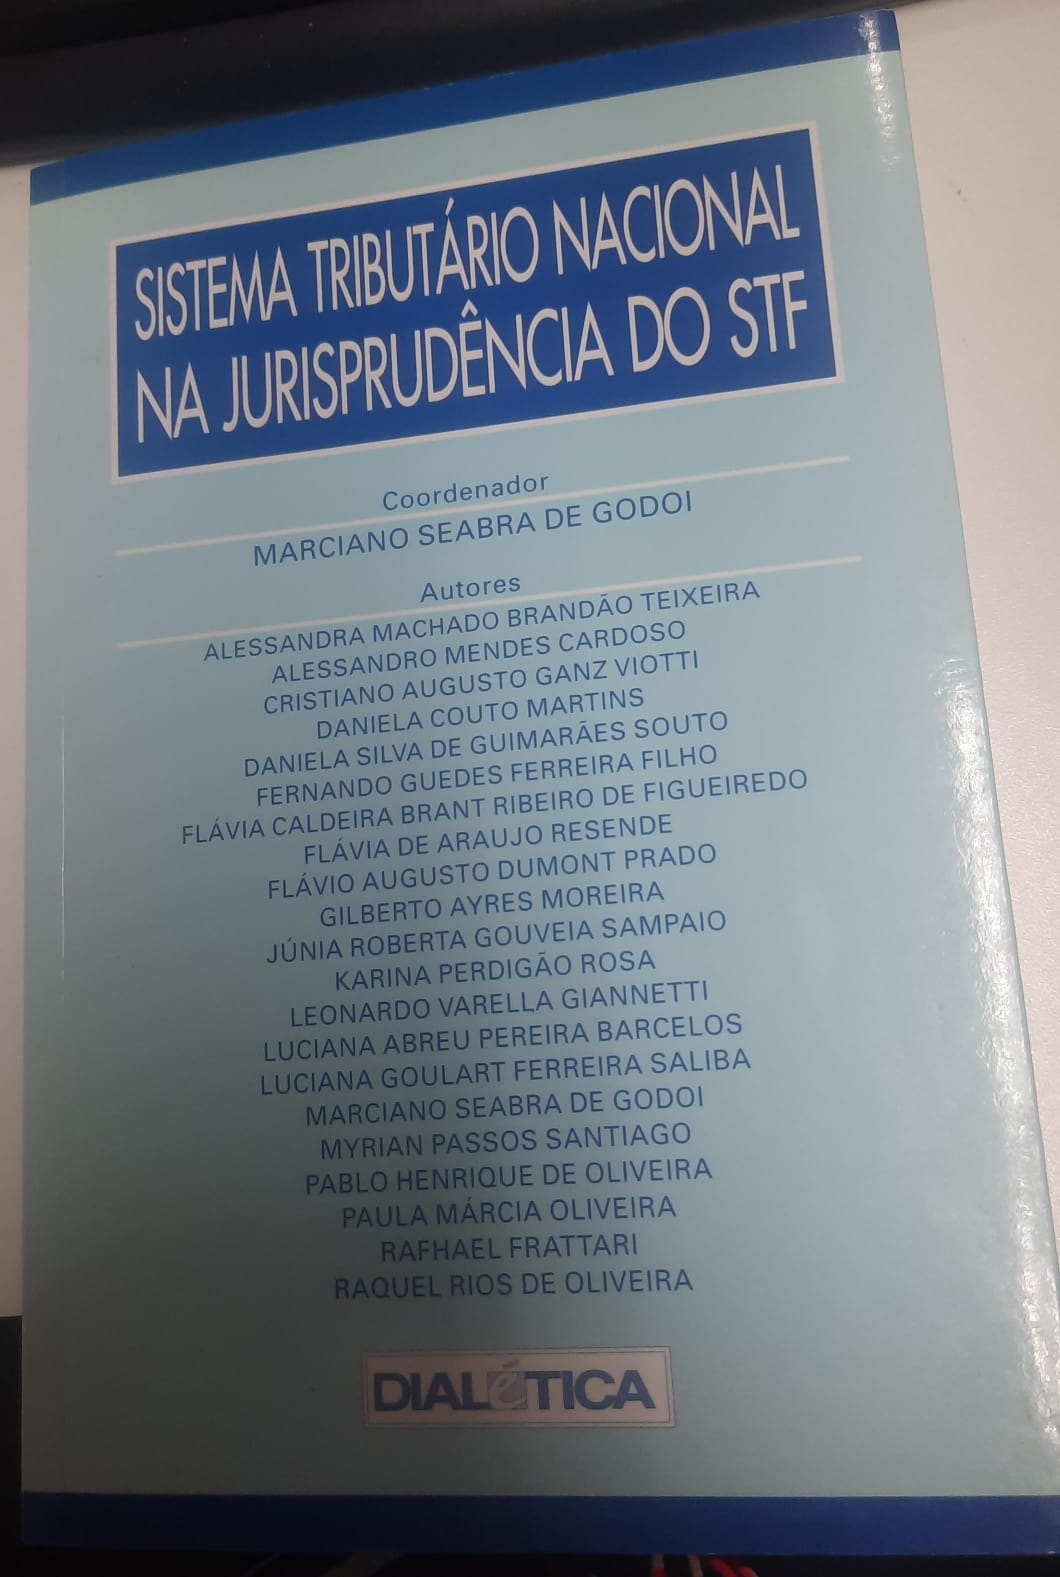 SISTEMA TRIBUTÁRIO NACIONAL
NA JURISPRUDÊNCIA DO STF
Coordenador
MARCIANO SEABRA DE GODOI
Autores
ALESSANDRA MACHADO BRANDÃO TEIXEIRA
ALESSANDRO MENDES CARDOSO
CRISTIANO AUGUSTO GANZ VIOTTI
DANIELA COUTO MARTINS
DANIELA SILVA DE GUIMARÃES SOUTO
FERNANDO GUEDES FERREIRA FILHO
FLÁVIA CALDEIRA BRANT RIBEIRO DE FIGUEIREDO
FLÁVIA DE ARAUJO RESENDE
FLÁVIO AUGUSTO DUMONT PRADO
GILBERTO AYRES MOREIRA
JÚNIA ROBERTA GOUVEIA SAMPAIO
KARINA PERDIGÃO ROSA
LEONARDO VARELLA GIANNETTI
LUCIANA ABREU PEREIRA BARCELOS
LUCIANA GOULART FERREIRA SALIBA
MARCIANO SEABRA DE GODOI
MYRIAN PASSOS SANTIAGO
PABLO HENRIQUE DE OLIVEIRA
PAULA MÁRCIA OLIVEIRA
RAFHAEL FRATTARI
RAQUEL RIOS DE OLIVEIRA
DIALéTICA